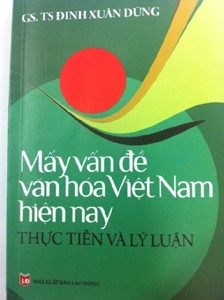 GS. TS ĐINH XUÂN DŨNG
Mấy vấn đề
văn hóa Việt Nam
hiện nay
THỰC TIỄN VÀ LÝ LUẬN
LĐ NHÀ XUẤT BẢN LAO ĐỘNG